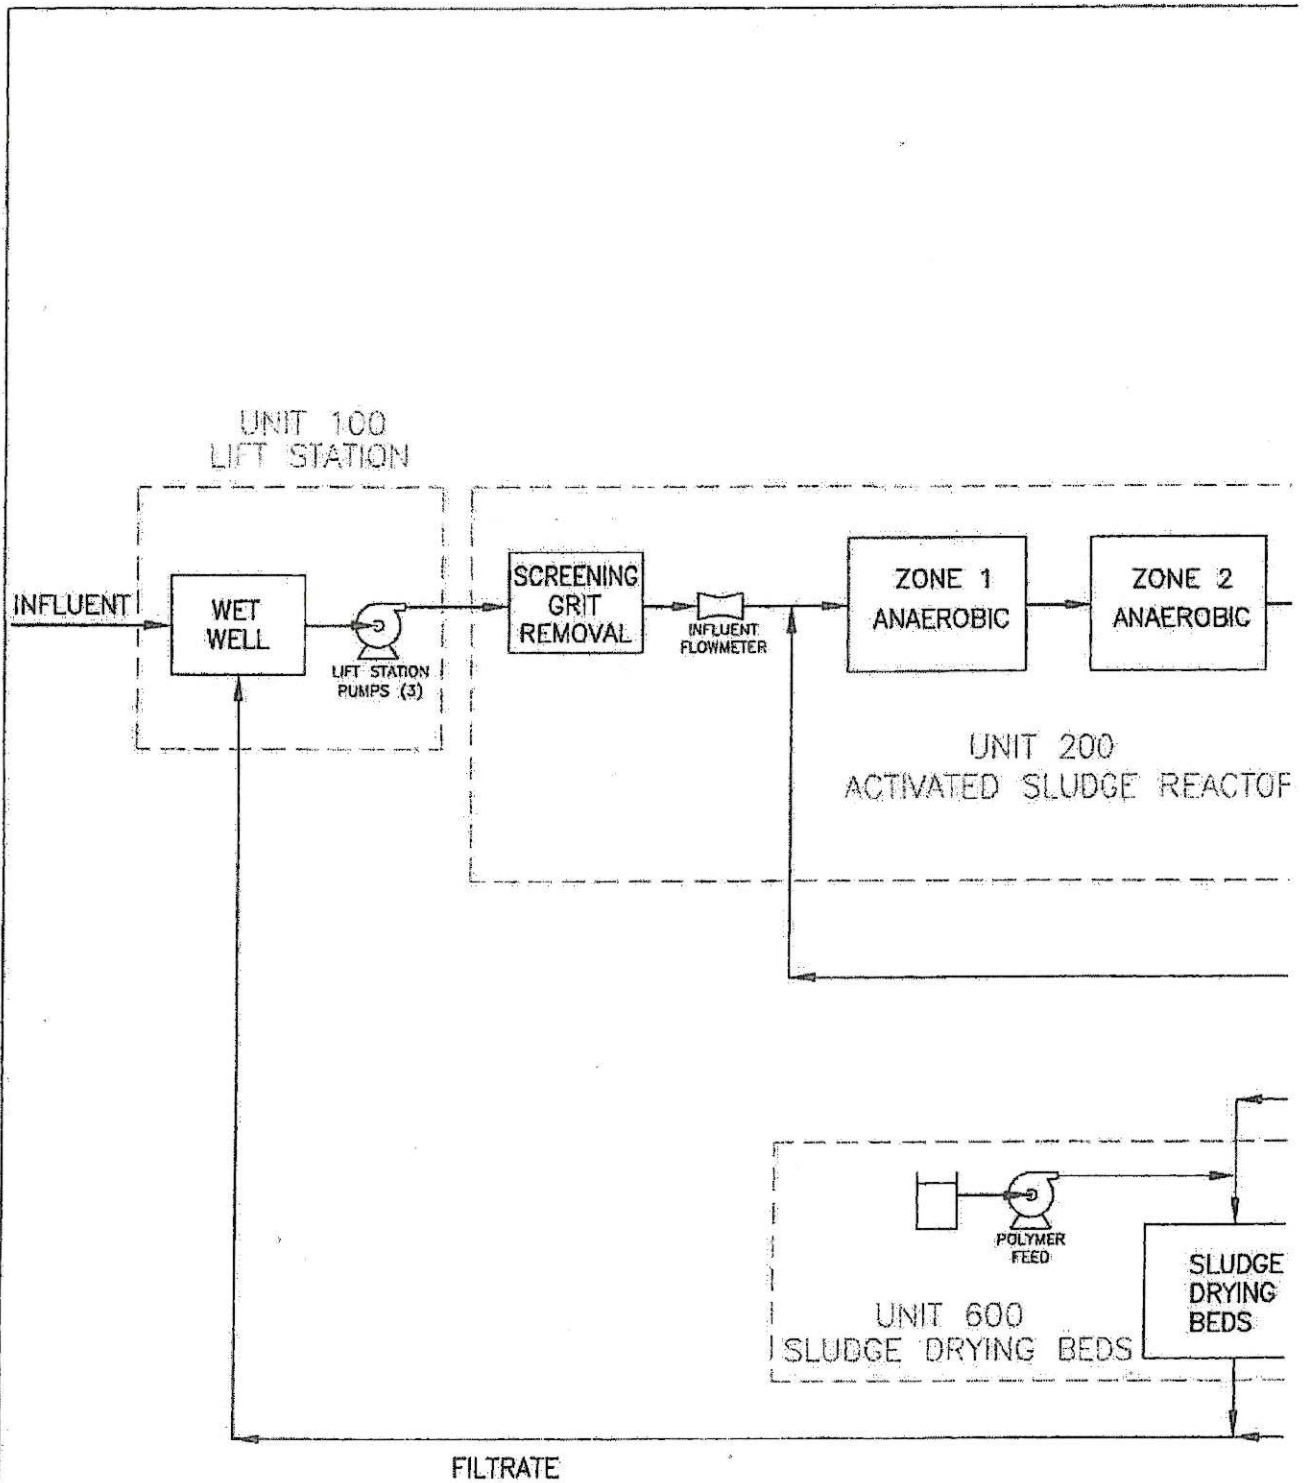 UNIT 100
LIFT STATION
INFLUENT
WET
WELL
LIFT STATION
PUMPS (3)
SCREENING
GRIT
REMOVAL
INFLUENT
FLOWMETER
ZONE 1
ANAEROBIC
ZONE 2
ANAEROBIC
UNIT 200
ACTIVATED SLUDGE REACTOR
POLYMER
FEED
SLUDGE
DRYING
BEDS
UNIT 600
SLUDGE DRYING BEDS
FILTRATE